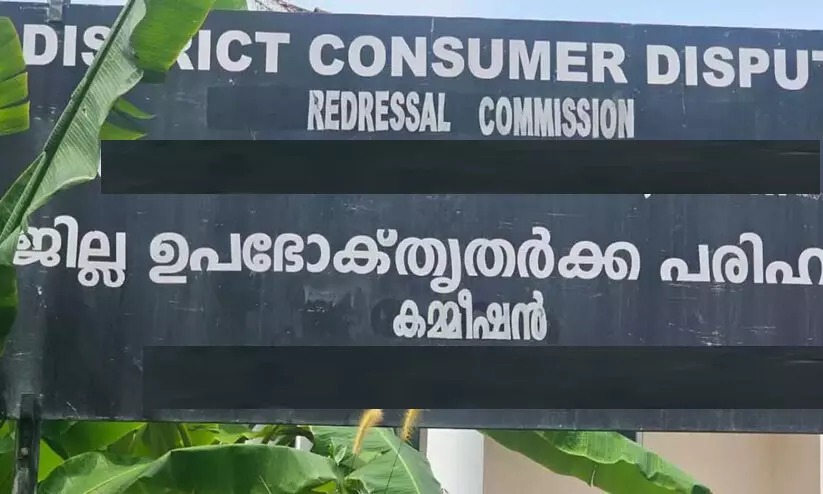 DISTRICT CONSUMER DISPUT
REDRESSAL COMMISSION
ജില്ല ഉപഭോക്തൃതർക്ക പരിഹ
കമ്മീഷൻ